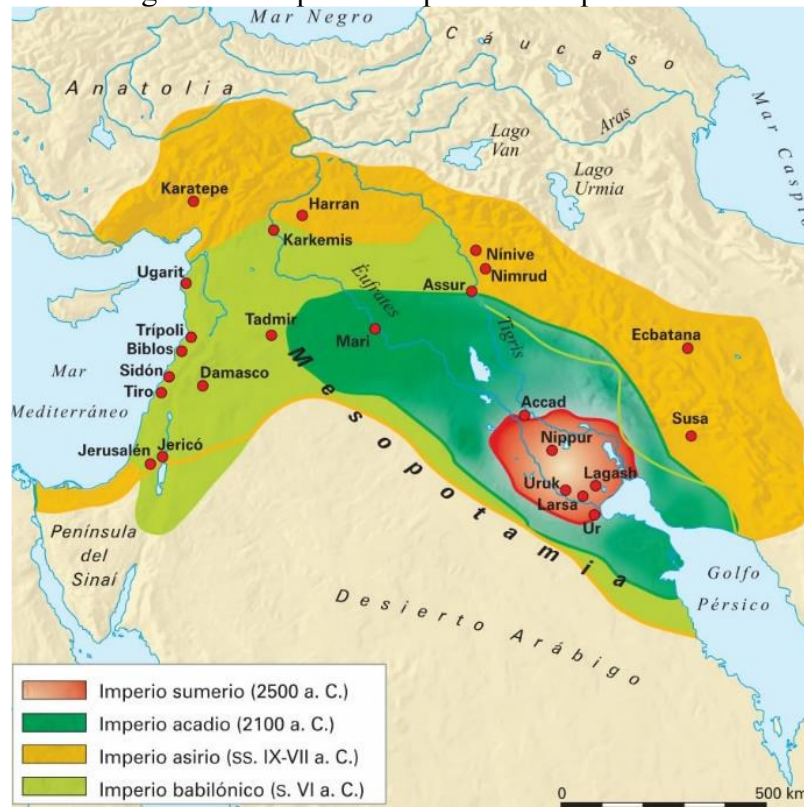 Mar Negro
Cáucaso
Anatolia
Mar Caspio
Aras
Lago
Van
Lago
Urmia
Karatepe
Harran
Karkemis
Nínive
Nimrud
Ugarit
Assur
Éufrates
Tigris
Trípoli
Tadmir
Mari
Ecbatana
Biblos
Sidón
Damasco
Mar
Mediterráneo
Tiro
Accad
Susa
Nippur
Jerusalén
Jericó
Lagash
Uruk
Larsa
Ur
Mesopotamia
Península
del
Sinaí
Golfo
Pérsico
Desierto Arábigo
Imperio sumerio (2500 a. C.)
Imperio acadio (2100 a. C.)
Imperio asirio (SS. IX-VII a. C.)
Imperio babilónico (S. VI a. C.)
0 500 km